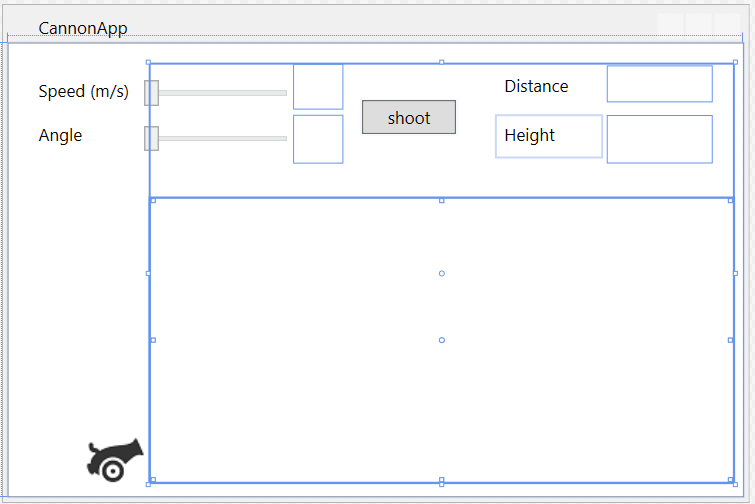 CannonApp
Speed (m/s)
Distance
shoot
Angle
Height